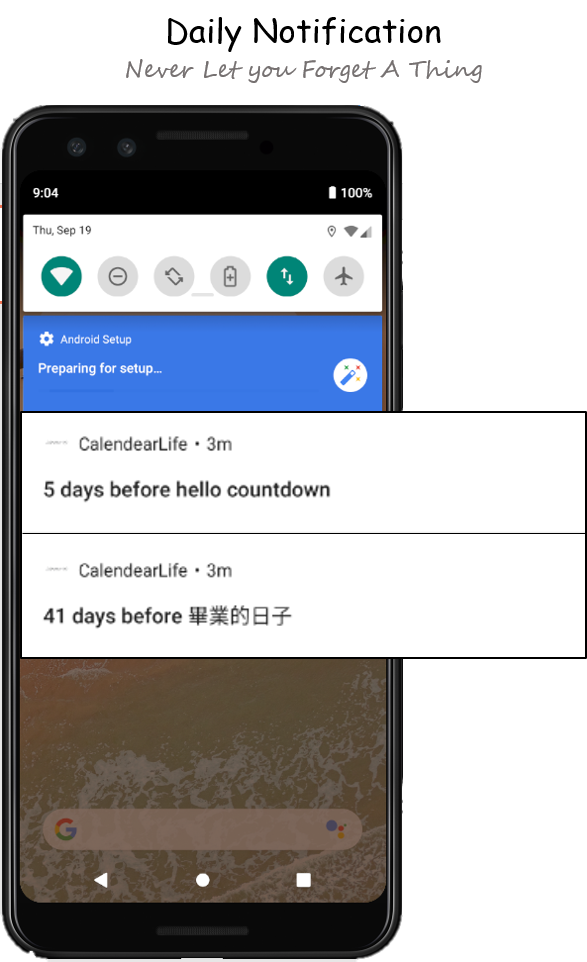 Daily Notification
Never Let you Forget A Thing
9:04 100%
Thu, Sep 19
Android Setup
Preparing for setup...
CalendearLife • 3m
5 days before hello countdown
CalendearLife • 3m
41 days before 畢業的日子